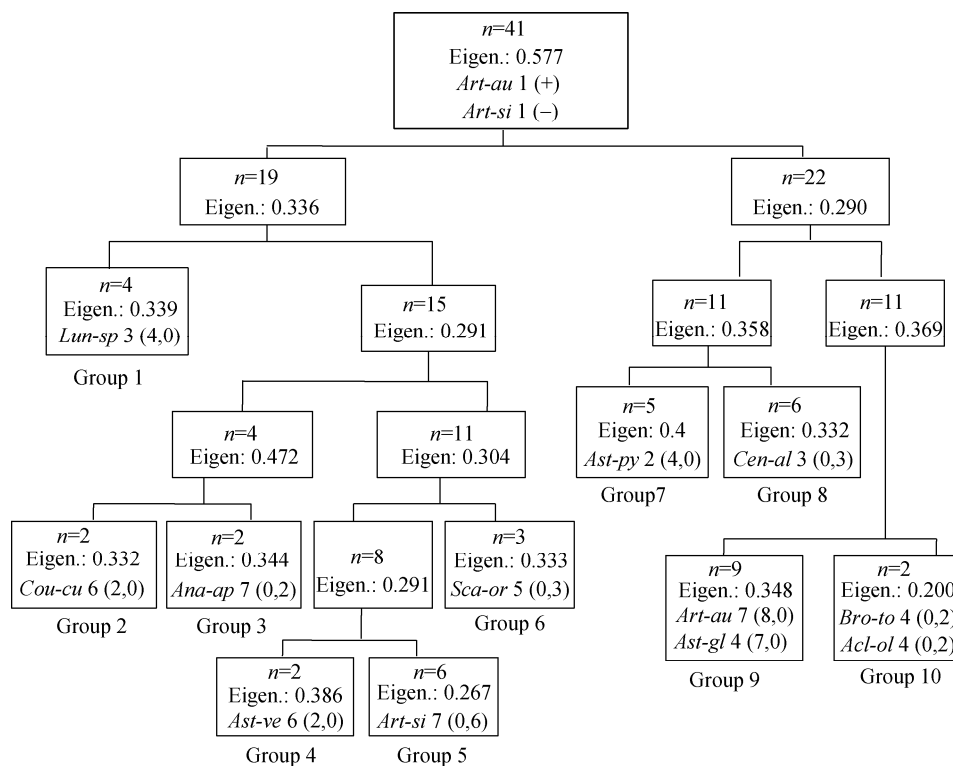 n=41
Eigen.: 0.577
Art-au 1 (+)
Art-si 1 (−)
n=19
Eigen.: 0.336
n=22
Eigen.: 0.290
n=4
Eigen.: 0.339
Lun-sp 3 (4,0)
Group 1
n=15
Eigen.: 0.291
n=11
Eigen.: 0.358
n=11
Eigen.: 0.369
n=4
Eigen: 0.472
n=11
Eigen.: 0.304
n=5
Eigen.: 0.4
Ast-py 2 (4,0)
Group7
n=6
Eigen.: 0.332
Cen-al 3 (0,3)
Group 8
n=2
Eigen.: 0.332
Cou-cu 6 (2,0)
Group 2
n=2
Eigen.: 0.344
Ana-ap 7 (0,2)
Group 3
n=8
Eigen.: 0.291
n=3
Eigen.: 0.333
Sca-or 5 (0,3)
Group 6
n=9
Eigen.: 0.348
Art-au 7 (8,0)
Ast-gl 4 (7,0)
Group 9
n=2
Eigen.: 0.200
Bro-to 4 (0,2)
Acl-ol 4 (0,2)
Group 10
n=2
Eigen.: 0.386
Ast-ve 6 (2,0)
Group 4
n=6
Eigen.: 0.267
Art-si 7 (0,6)
Group 5